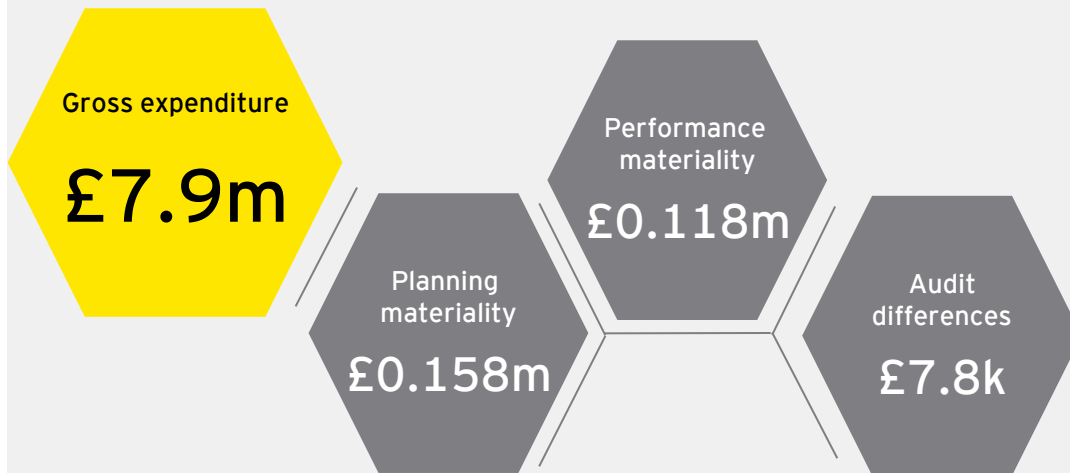 Gross expenditure
£7.9m
Planning
materiality
£0.158m
Performance
materiality
£0.118m
Audit
differences
£7.8k